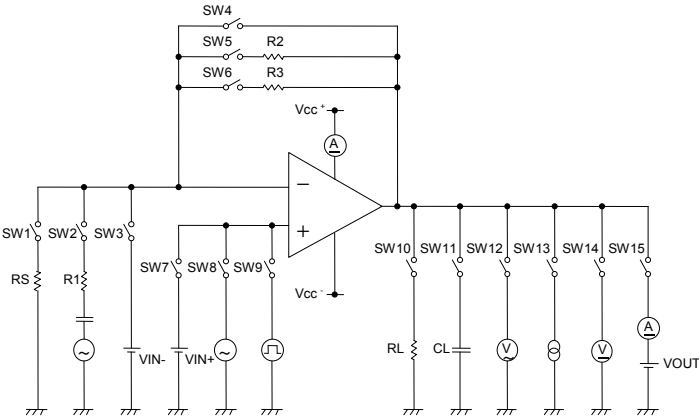 SW4
SW5 R2
SW6 R3
Vcc +
A
−
+
SW1 SW2 SW3
SW7 SW8 SW9
SW10 SW11 SW12 SW13 SW14 SW15
RS R1
Vcc -
A
VIN- VIN+
RL CL V V
VOUT